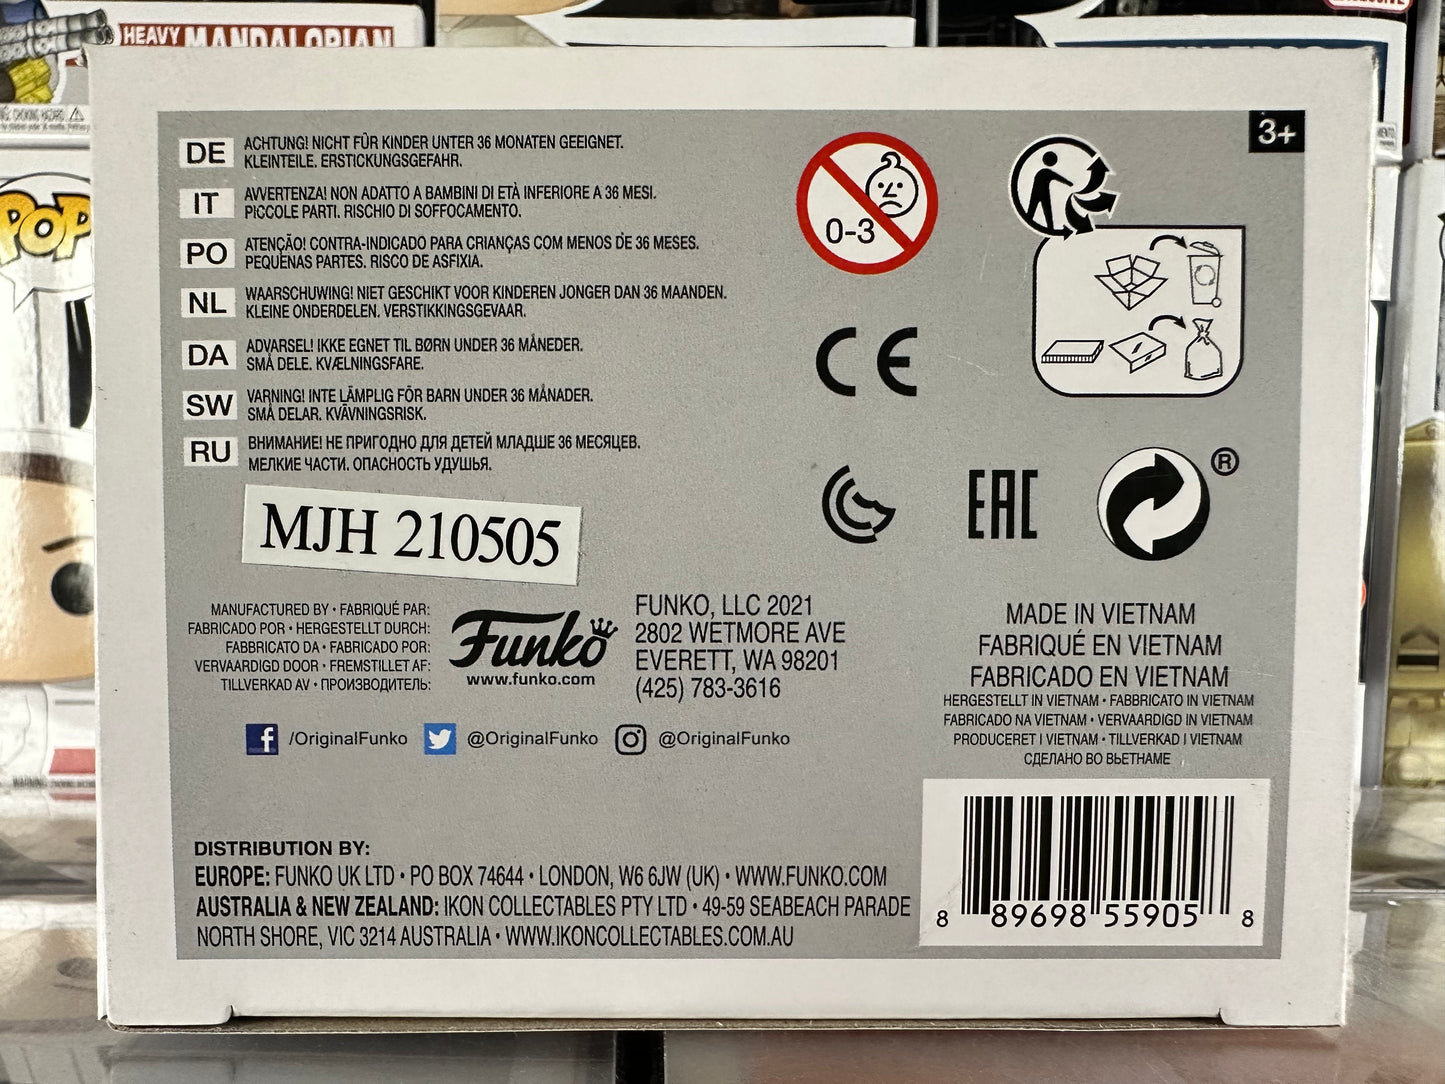 HEAVY MANDALORIAN
POP
3+
DE ACHTUNG! NICHT FÜR KINDER UNTER 36 MONATEN GEEIGNET.
KLEINTEILE. ERSTICKUNGSGEFAHR.
IT AVVERTENZA! NON ADATTO A BAMBINI DI ETÀ INFERIORE A 36 MESI.
PICCOLE PARTI. RISCHIO DI SOFFOCAMENTO.
PO ATENÇÃO! CONTRA-INDICADO PARA CRIANÇAS COM MENOS DE 36 MESES.
PEQUENAS PARTES. RISCO DE ASFIXIA.
NL WAARSCHUWING! NIET GESCHIKT VOOR KINDEREN JONGER DAN 36 MAANDEN.
KLEINE ONDERDELEN. VERSTIKKINGSGEVAAR.
DA ADVARSEL! IKKE EGNET TIL BØRN UNDER 36 MÅNEDER.
SMÅ DELE. KVÆLNINGSFARE.
SW VARNING! INTE LÄMPLIG FÖR BARN UNDER 36 MÅNADER.
SMÅ DELAR. KVÄVNINGSRISK.
RU ВНИМАНИЕ! НЕ ПРИГОДНО ДЛЯ ДЕТЕЙ МЛАДШЕ 36 МЕСЯЦЕВ.
МЕЛКИЕ ЧАСТИ. ОПАСНОСТЬ УДУШЬЯ.
0-3
CE
EAC
®
MJH 210505
MANUFACTURED BY • FABRIQUÉ PAR:
FABRICADO POR • HERGESTELLT DURCH:
FABBRICATO DA • FABRICADO POR:
VERVAARDIGD DOOR • FREMSTILLET AF:
TILLVERKAD AV • ПРОИЗВОДИТЕЛЬ:
Funko
www.funko.com
FUNKO, LLC 2021
2802 WETMORE AVE
EVERETT, WA 98201
(425) 783-3616
MADE IN VIETNAM
FABRIQUÉ EN VIETNAM
FABRICADO EN VIETNAM
HERGESTELLT IN VIETNAM • FABBRICATO IN VIETNAM
FABRICADO NA VIETNAM • VERVAARDIGD IN VIETNAM
PRODUCERET I VIETNAM • TILLVERKAD I VIETNAM
СДЕЛАНО ВО ВЬЕТНАМЕ
/OriginalFunko @OriginalFunko @OriginalFunko
DISTRIBUTION BY:
EUROPE: FUNKO UK LTD • PO BOX 74644 • LONDON, W6 6JW (UK) • WWW.FUNKO.COM
AUSTRALIA & NEW ZEALAND: IKON COLLECTABLES PTY LTD • 49-59 SEABEACH PARADE
NORTH SHORE, VIC 3214 AUSTRALIA • WWW.IKONCOLLECTABLES.COM.AU
8 89698 55905 8